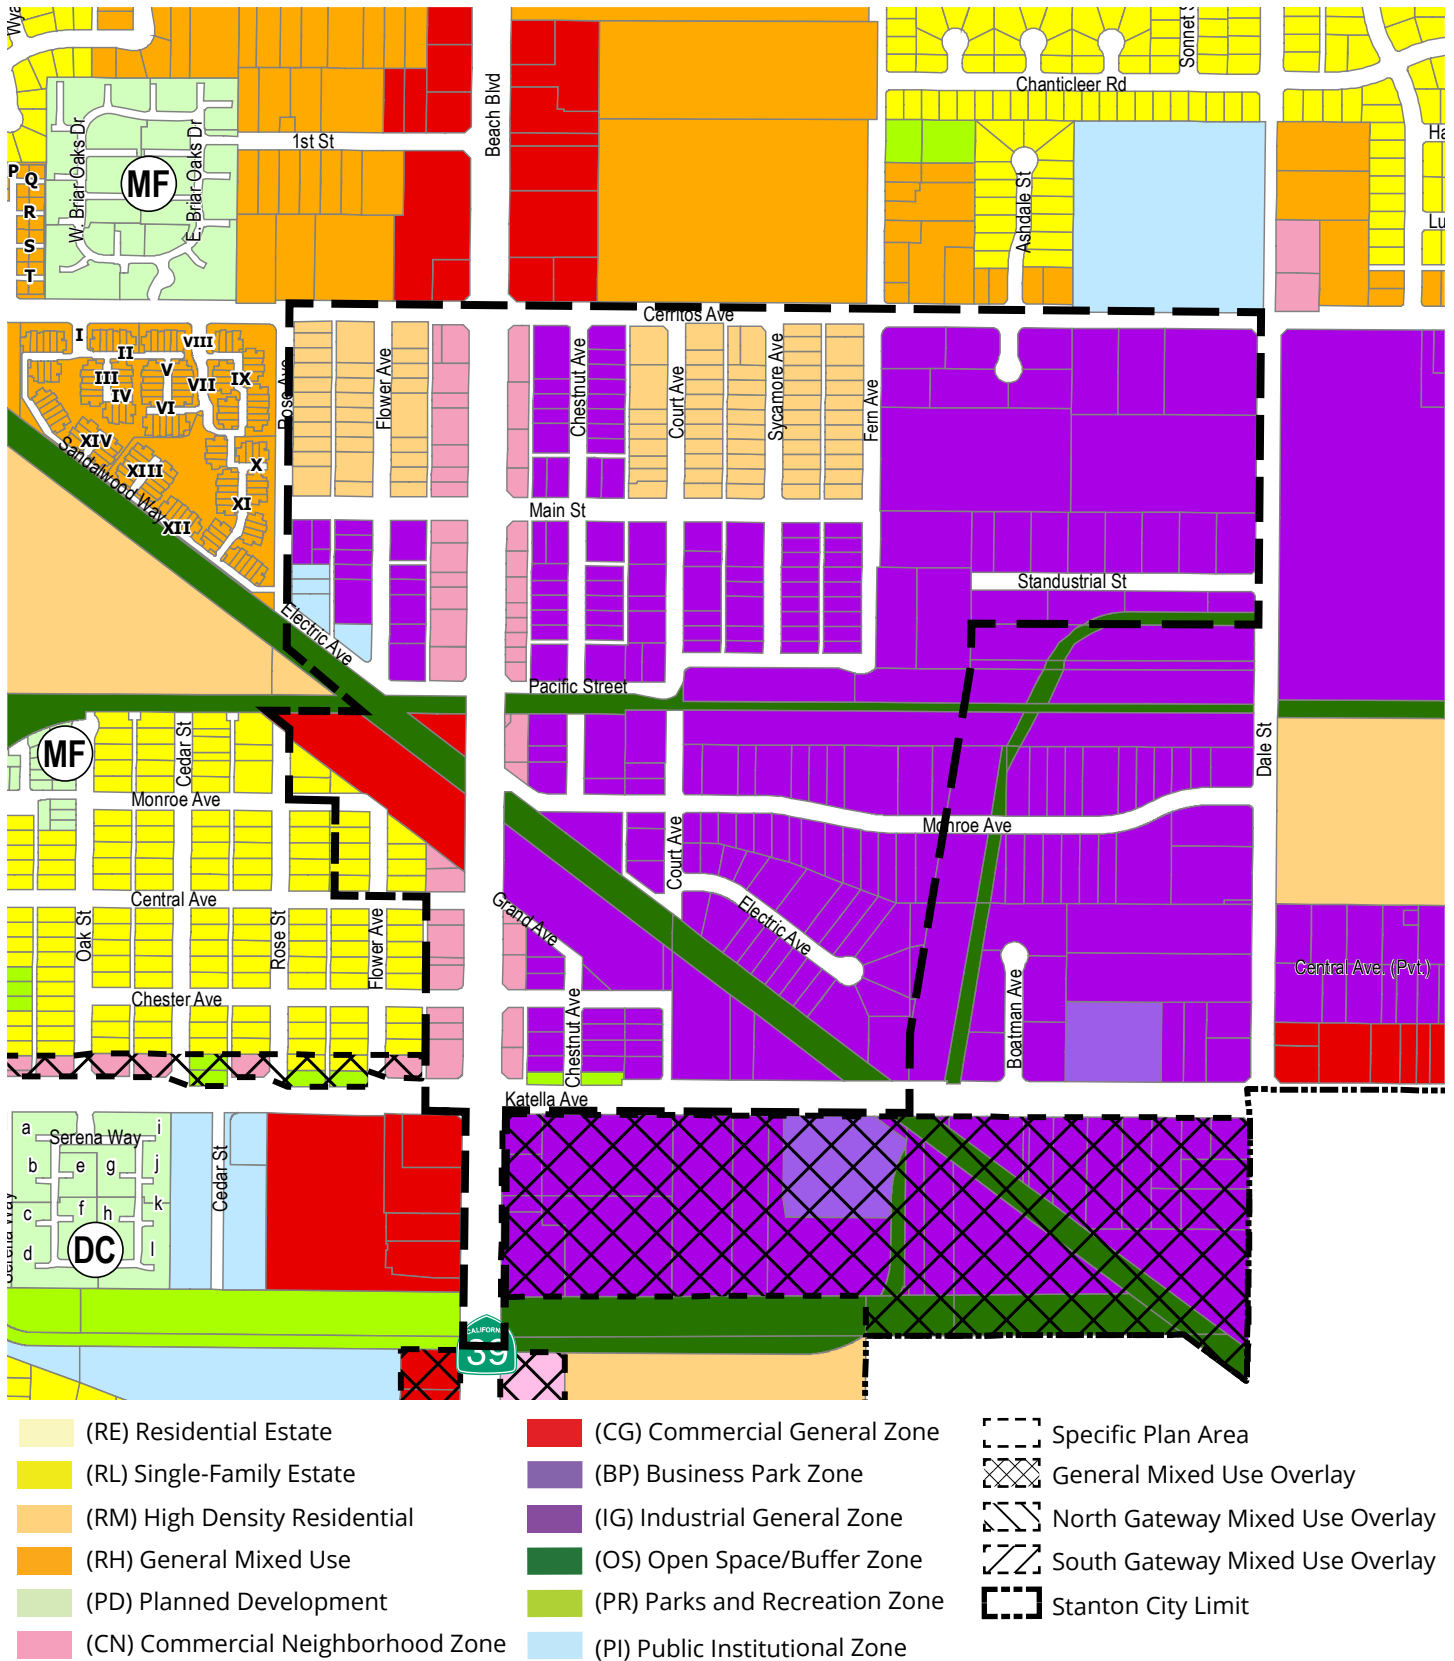 Wya
Sonnet S
Chanticleer Rd
Beach Blvd
1st St
Ha
W. Briar Oaks Dr
MF
E. Briar Oaks Dr
P
Q
R
S
T
Ashdale St
Lu
Cerritos Ave
I
II
VIII
III
IV
V
VII
IX
VI
Rose Ave
Flower Ave
Chestnut Ave
Court Ave
Sycamore Ave
Fern Ave
XIV
XIII
X
Sandalwood Way
XI
XII
Main St
Standustrial St
Electric Ave
Pacific Street
MF
Cedar St
Dale St
Monroe Ave
Monroe Ave
Court Ave
Central Ave
Oak St
Rose St
Flower Ave
Grand Ave
Electric Ave
Central Ave. (Pvt.)
Chester Ave
Chestnut Ave
Boatman Ave
Katella Ave
a
Serena Way
i
b
e
g
j
c
f
h
k
d
DC
l
Serena Way
Cedar St
CALIFORN
39
(RE) Residential Estate
(RL) Single-Family Estate
(RM) High Density Residential
(RH) General Mixed Use
(PD) Planned Development
(CN) Commercial Neighborhood Zone
(CG) Commercial General Zone
(BP) Business Park Zone
(IG) Industrial General Zone
(OS) Open Space/Buffer Zone
(PR) Parks and Recreation Zone
(PI) Public Institutional Zone
Specific Plan Area
General Mixed Use Overlay
North Gateway Mixed Use Overlay
South Gateway Mixed Use Overlay
Stanton City Limit